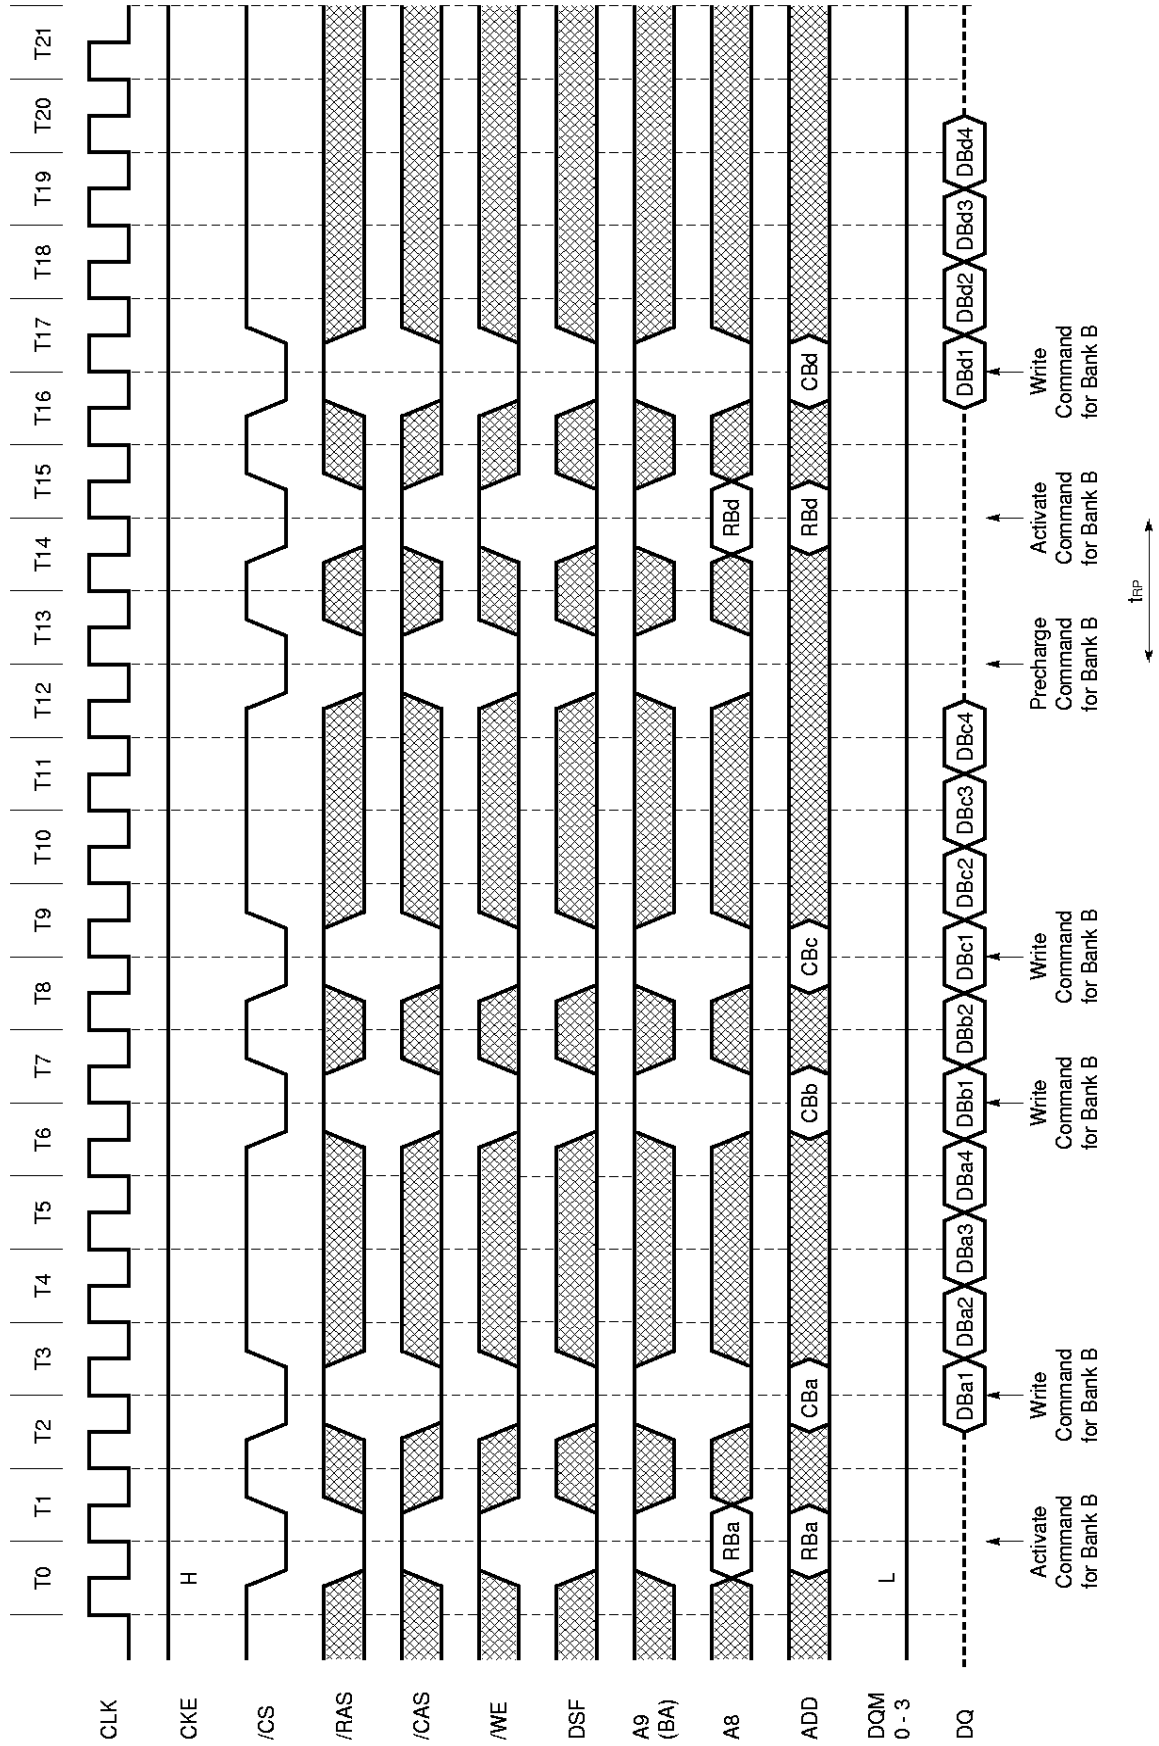 T0 T1 T2 T3 T4 T5 T6 T7 T8 T9 T10 T11 T12 T13 T14 T15 T16 T17 T18 T19 T20 T21
CLK
CKE H
/CS
/RAS
/CAS
/WE
DSF
A9
(BA)
A8 RBa RBd
ADD RBa CBa CBb CBc RBd CBd
DQM
0 - 3 L
DQ DBa1 DBa2 DBa3 DBa4 DBb1 DBb2 DBc1 DBc2 DBc3 DBc4 DBd1 DBd2 DBd3 DBd4
Activate
Command
for Bank B
Write
Command
for Bank B
Write
Command
for Bank B
Write
Command
for Bank B
Precharge
Command
for Bank B
Activate
Command
for Bank B
Write
Command
for Bank B
tRP